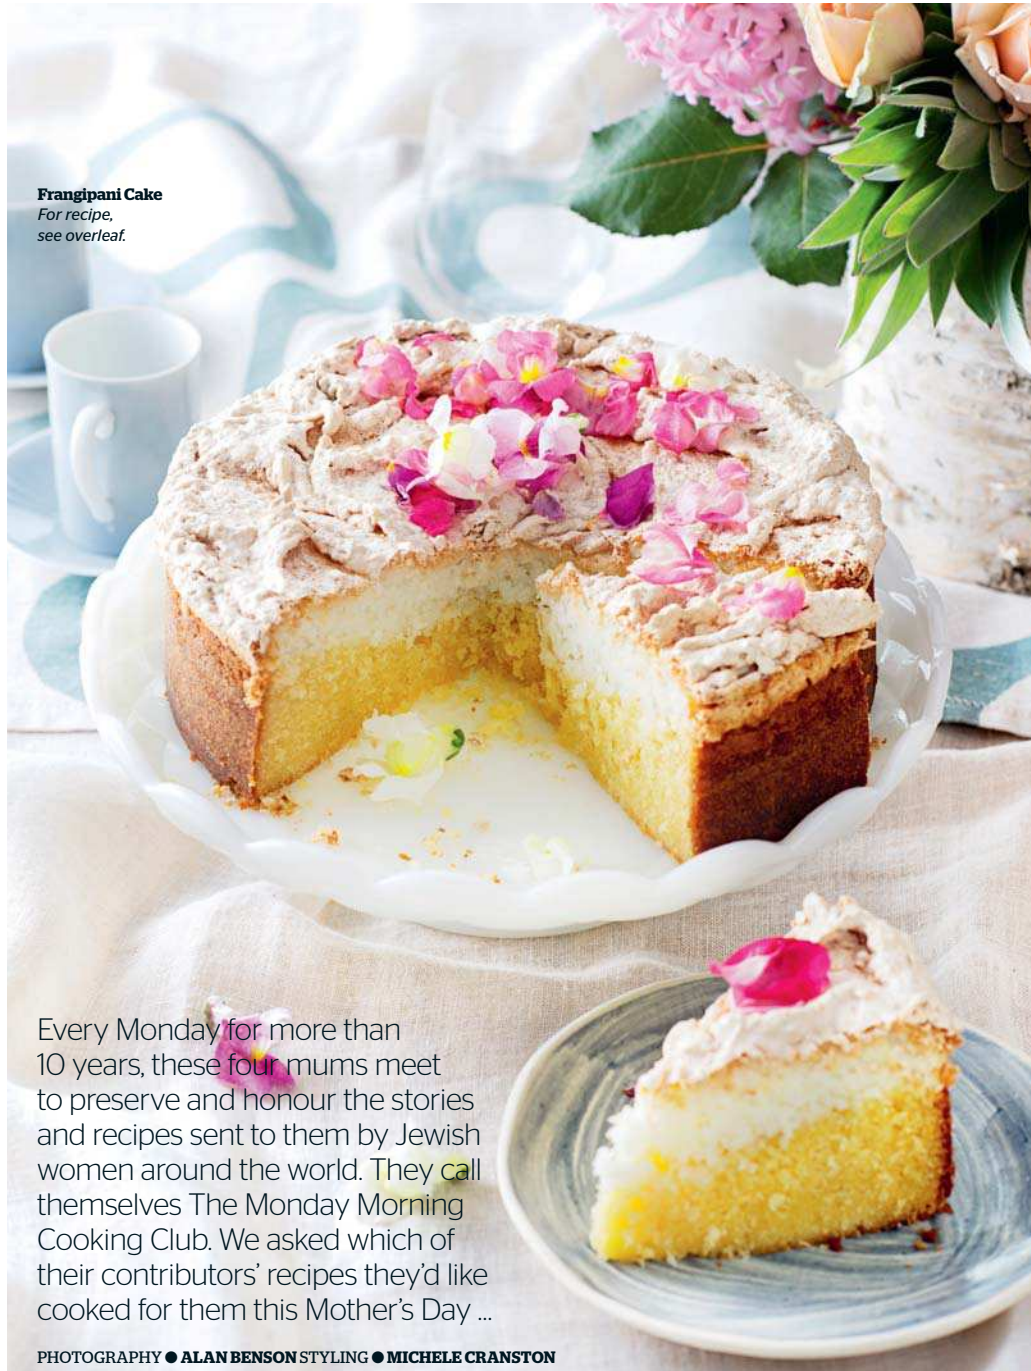 Frangipani Cake
For recipe,
see overleaf.
Every Monday for more than
10 years, these four mums meet
to preserve and honour the stories
and recipes sent to them by Jewish
women around the world. They call
themselves The Monday Morning
Cooking Club. We asked which of
their contributors’ recipes they’d like
cooked for them this Mother’s Day ...
PHOTOGRAPHY ● ALAN BENSON STYLING ● MICHELE CRANSTON